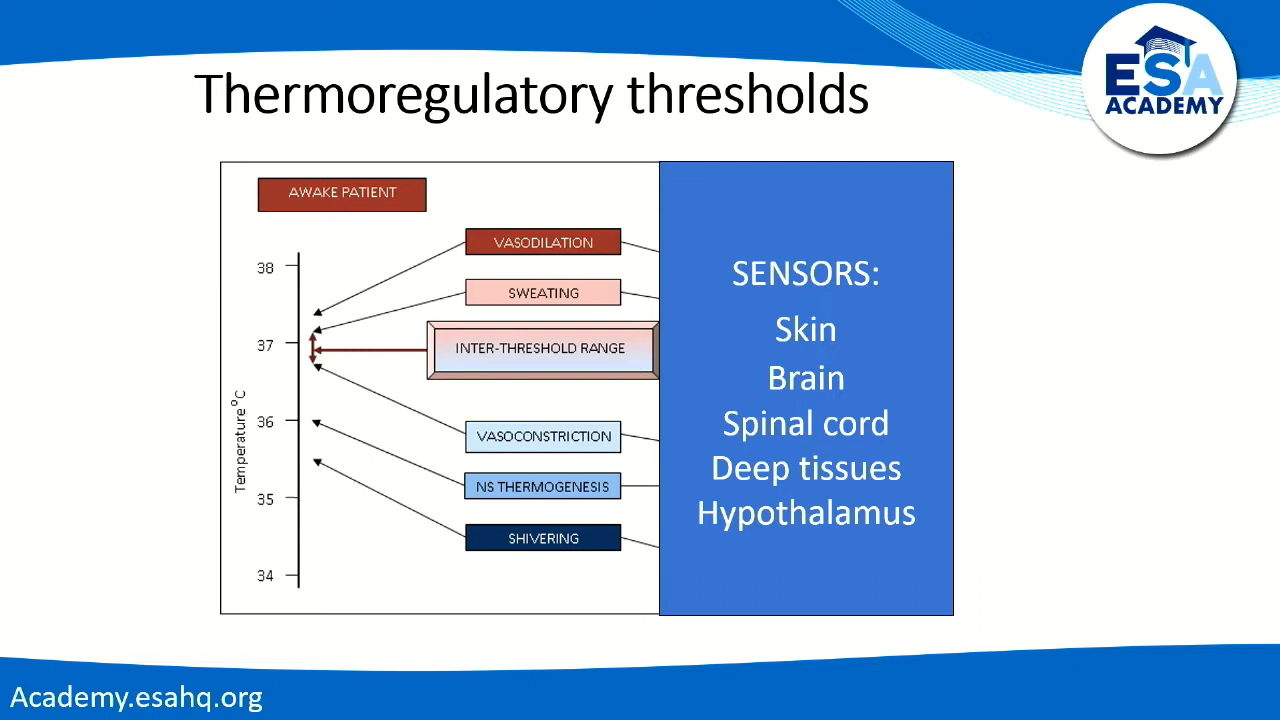 ESA
ACADEMY
Thermoregulatory thresholds
AWAKE PATIENT
VASODILATION
38
SWEATING
37
INTER-THRESHOLD RANGE
Temperature °C
36
VASOCONSTRICTION
NS THERMOGENESIS
35
SHIVERING
34
SENSORS:
Skin
Brain
Spinal cord
Deep tissues
Hypothalamus
Academy.esahq.org